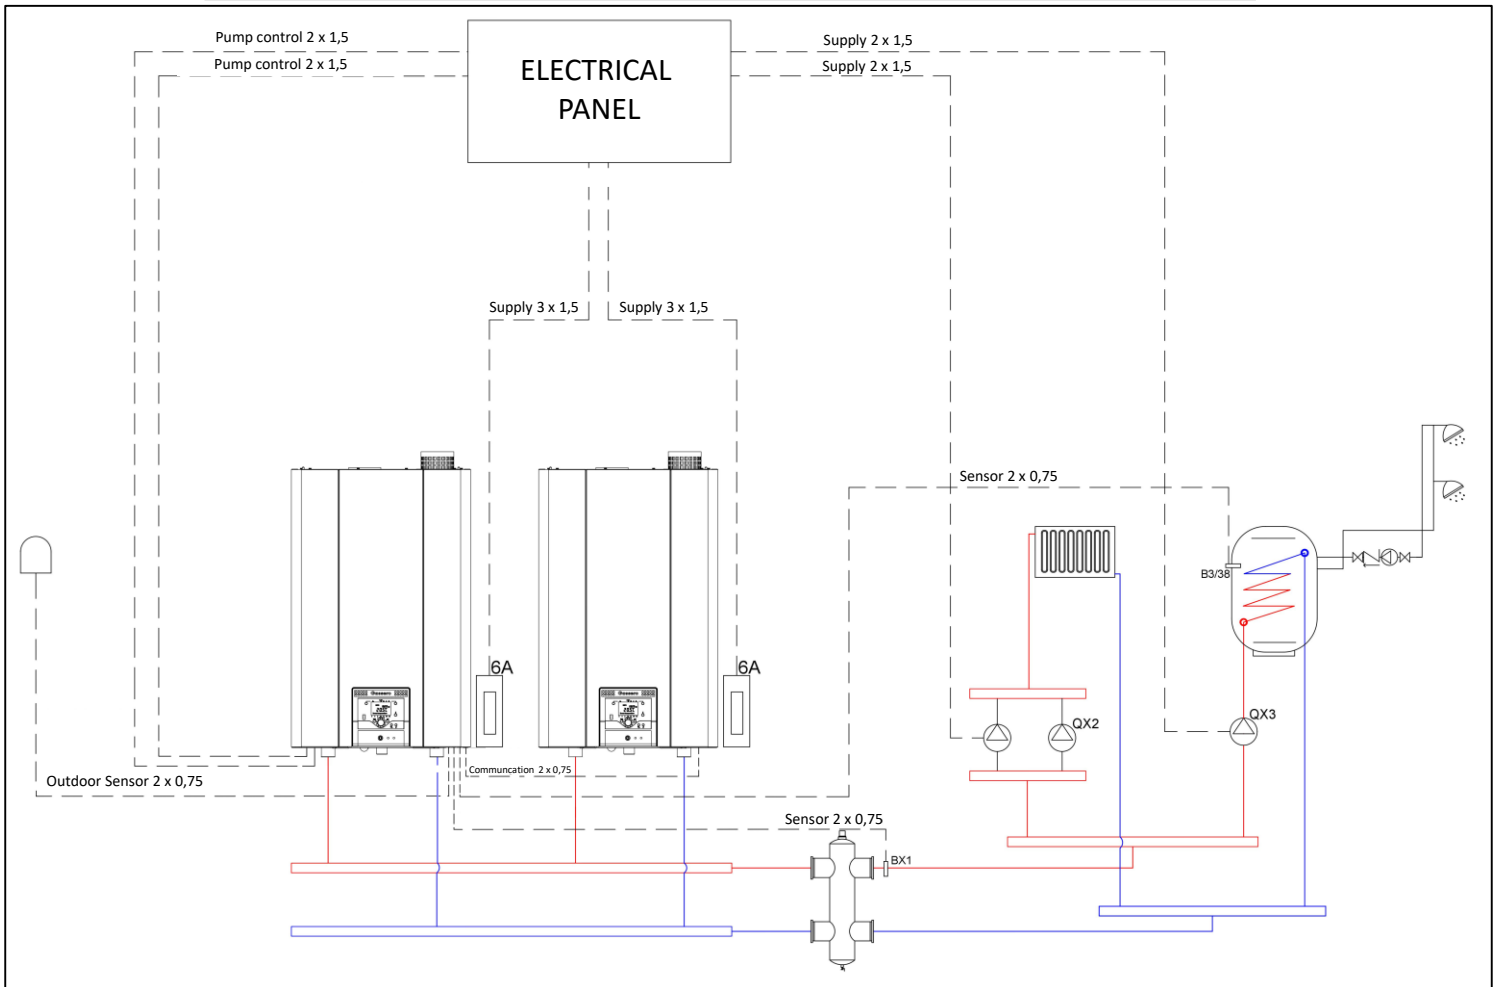 Pump control 2 x 1,5
Supply 2 x 1,5
Pump control 2 x 1,5
Supply 2 x 1,5
ELECTRICAL
PANEL
Supply 3 x 1,5
Supply 3 x 1,5
Sensor 2 x 0,75
B3/38
6A
6A
QX2
QX3
Communcation 2 x 0,75
Outdoor Sensor 2 x 0,75
Sensor 2 x 0,75
BX1